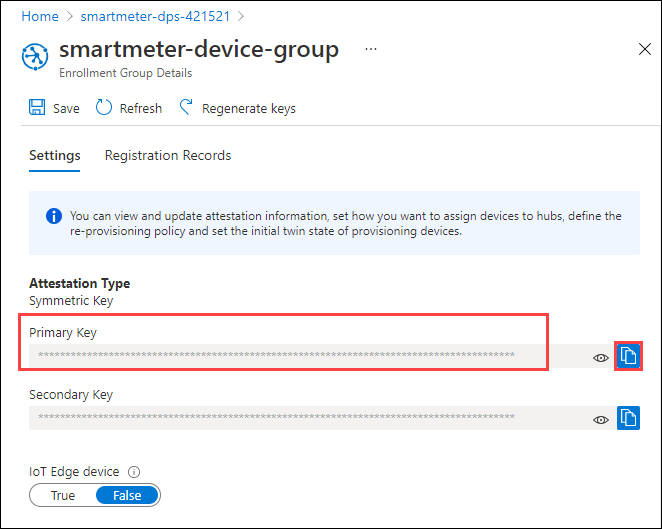 Home > smartmeter-dps-421521 >
smartmeter-device-group ...
Enrollment Group Details
Save Refresh Regenerate keys
Settings Registration Records
You can view and update attestation information, set how you want to assign devices to hubs, define the
re-provisioning policy and set the initial twin state of provisioning devices.
Attestation Type
Symmetric Key
Primary Key
****************************************************************************************
Secondary Key
****************************************************************************************
IoT Edge device
True False